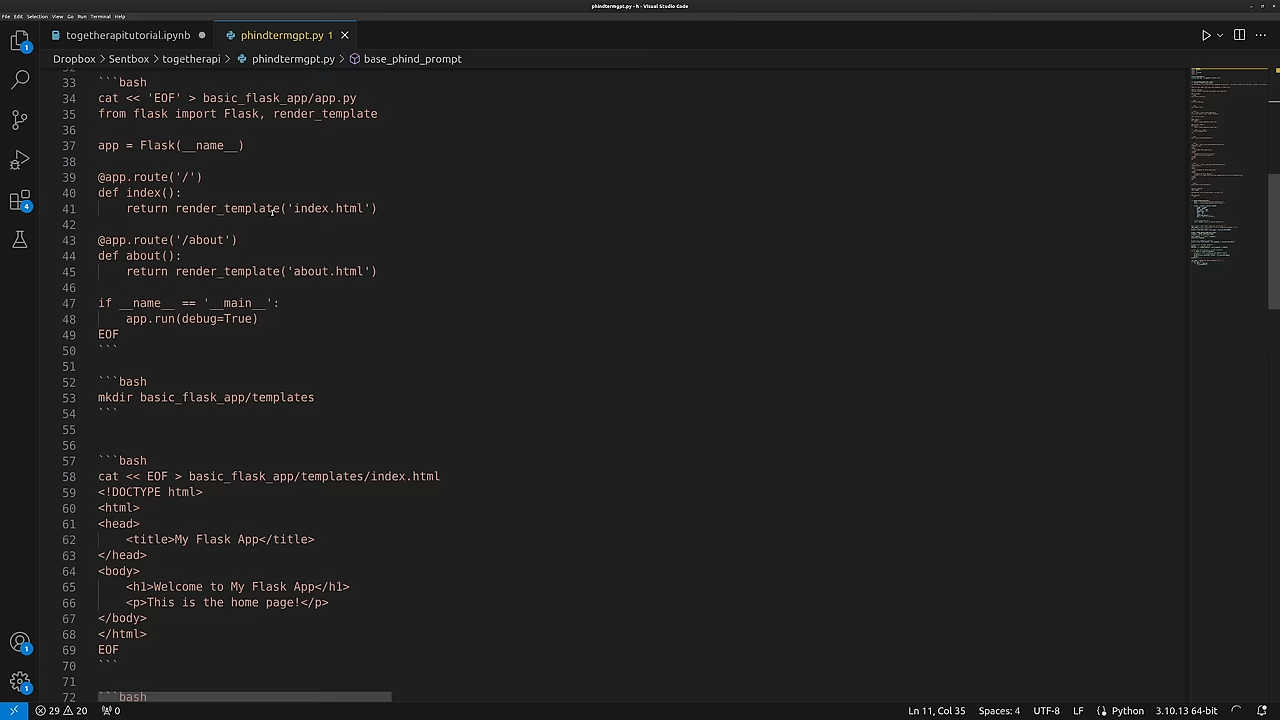 phindtermgpt.py - h - Visual Studio Code
File Edit Selection View Go Run Terminal Help
togetherapitutorial.ipynb
phindtermgpt.py 1
Dropbox > Sentbox > togetherapi > phindtermgpt.py > base_phind_prompt
33 ```bash
34 cat << 'EOF' > basic_flask_app/app.py
35 from flask import Flask, render_template
36
37 app = Flask(__name__)
38
39 @app.route('/')
40 def index():
41     return render_template('index.html')
42
43 @app.route('/about')
44 def about():
45     return render_template('about.html')
46
47 if __name__ == '__main__':
48     app.run(debug=True)
49 EOF
50 ```
51
52 ```bash
53 mkdir basic_flask_app/templates
54 ```
55
56
57 ```bash
58 cat << EOF > basic_flask_app/templates/index.html
59 <!DOCTYPE html>
60 <html>
61 <head>
62     <title>My Flask App</title>
63 </head>
64 <body>
65     <h1>Welcome to My Flask App</h1>
66     <p>This is the home page!</p>
67 </body>
68 </html>
69 EOF
70 ```
71
72 ```bash
1
4
1
1
29 20 0 Ln 11, Col 35 Spaces: 4 UTF-8 LF Python 3.10.13 64-bit